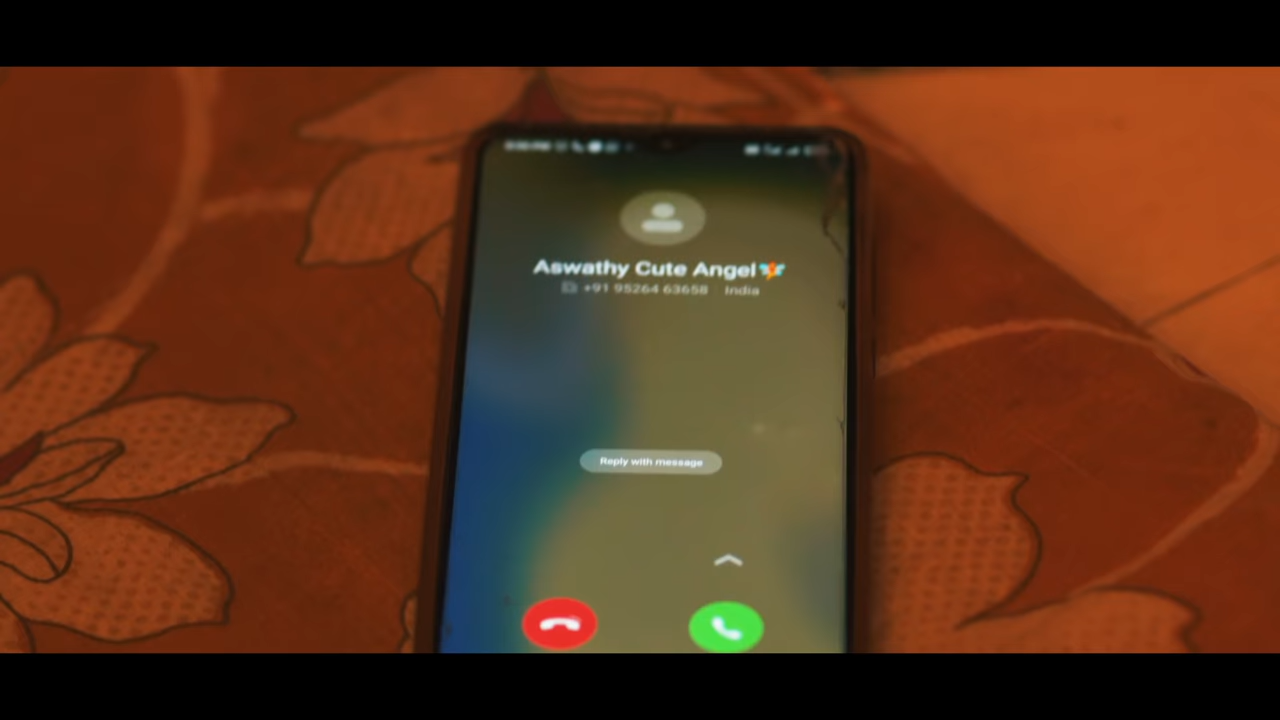 Aswathy Cute Angel🧚
+91 95264 63658 India
Reply with message